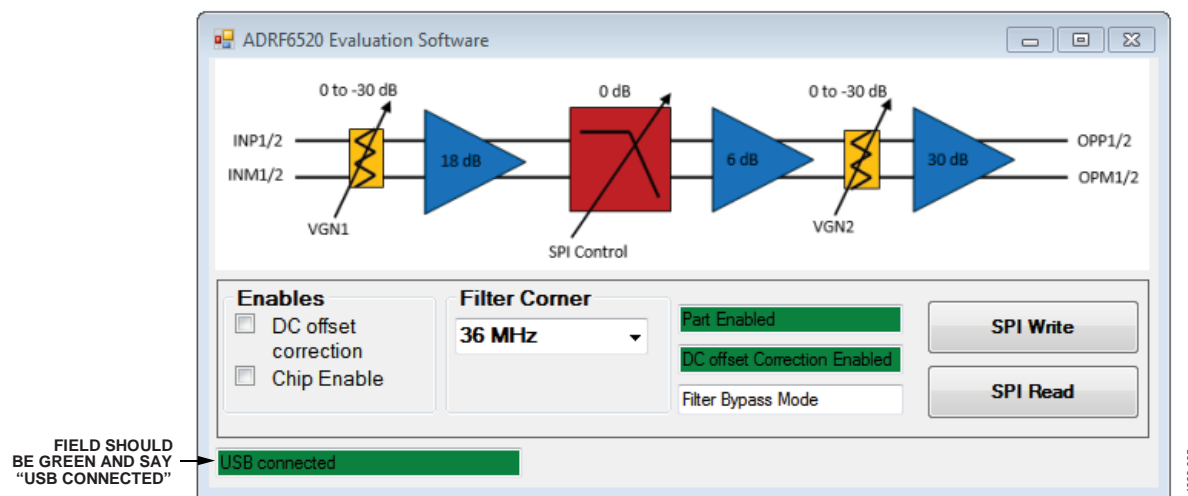 ADRF6520 Evaluation Software
0 to -30 dB
0 dB
0 to -30 dB
INP1/2
INM1/2
18 dB
6 dB
30 dB
OPP1/2
OPM1/2
VGN1
SPI Control
VGN2
Enables
DC offset
correction
Chip Enable
Filter Corner
36 MHz
Part Enabled
DC offset Correction Enabled
Filter Bypass Mode
SPI Write
SPI Read
FIELD SHOULD
BE GREEN AND SAY
“USB CONNECTED”
USB connected